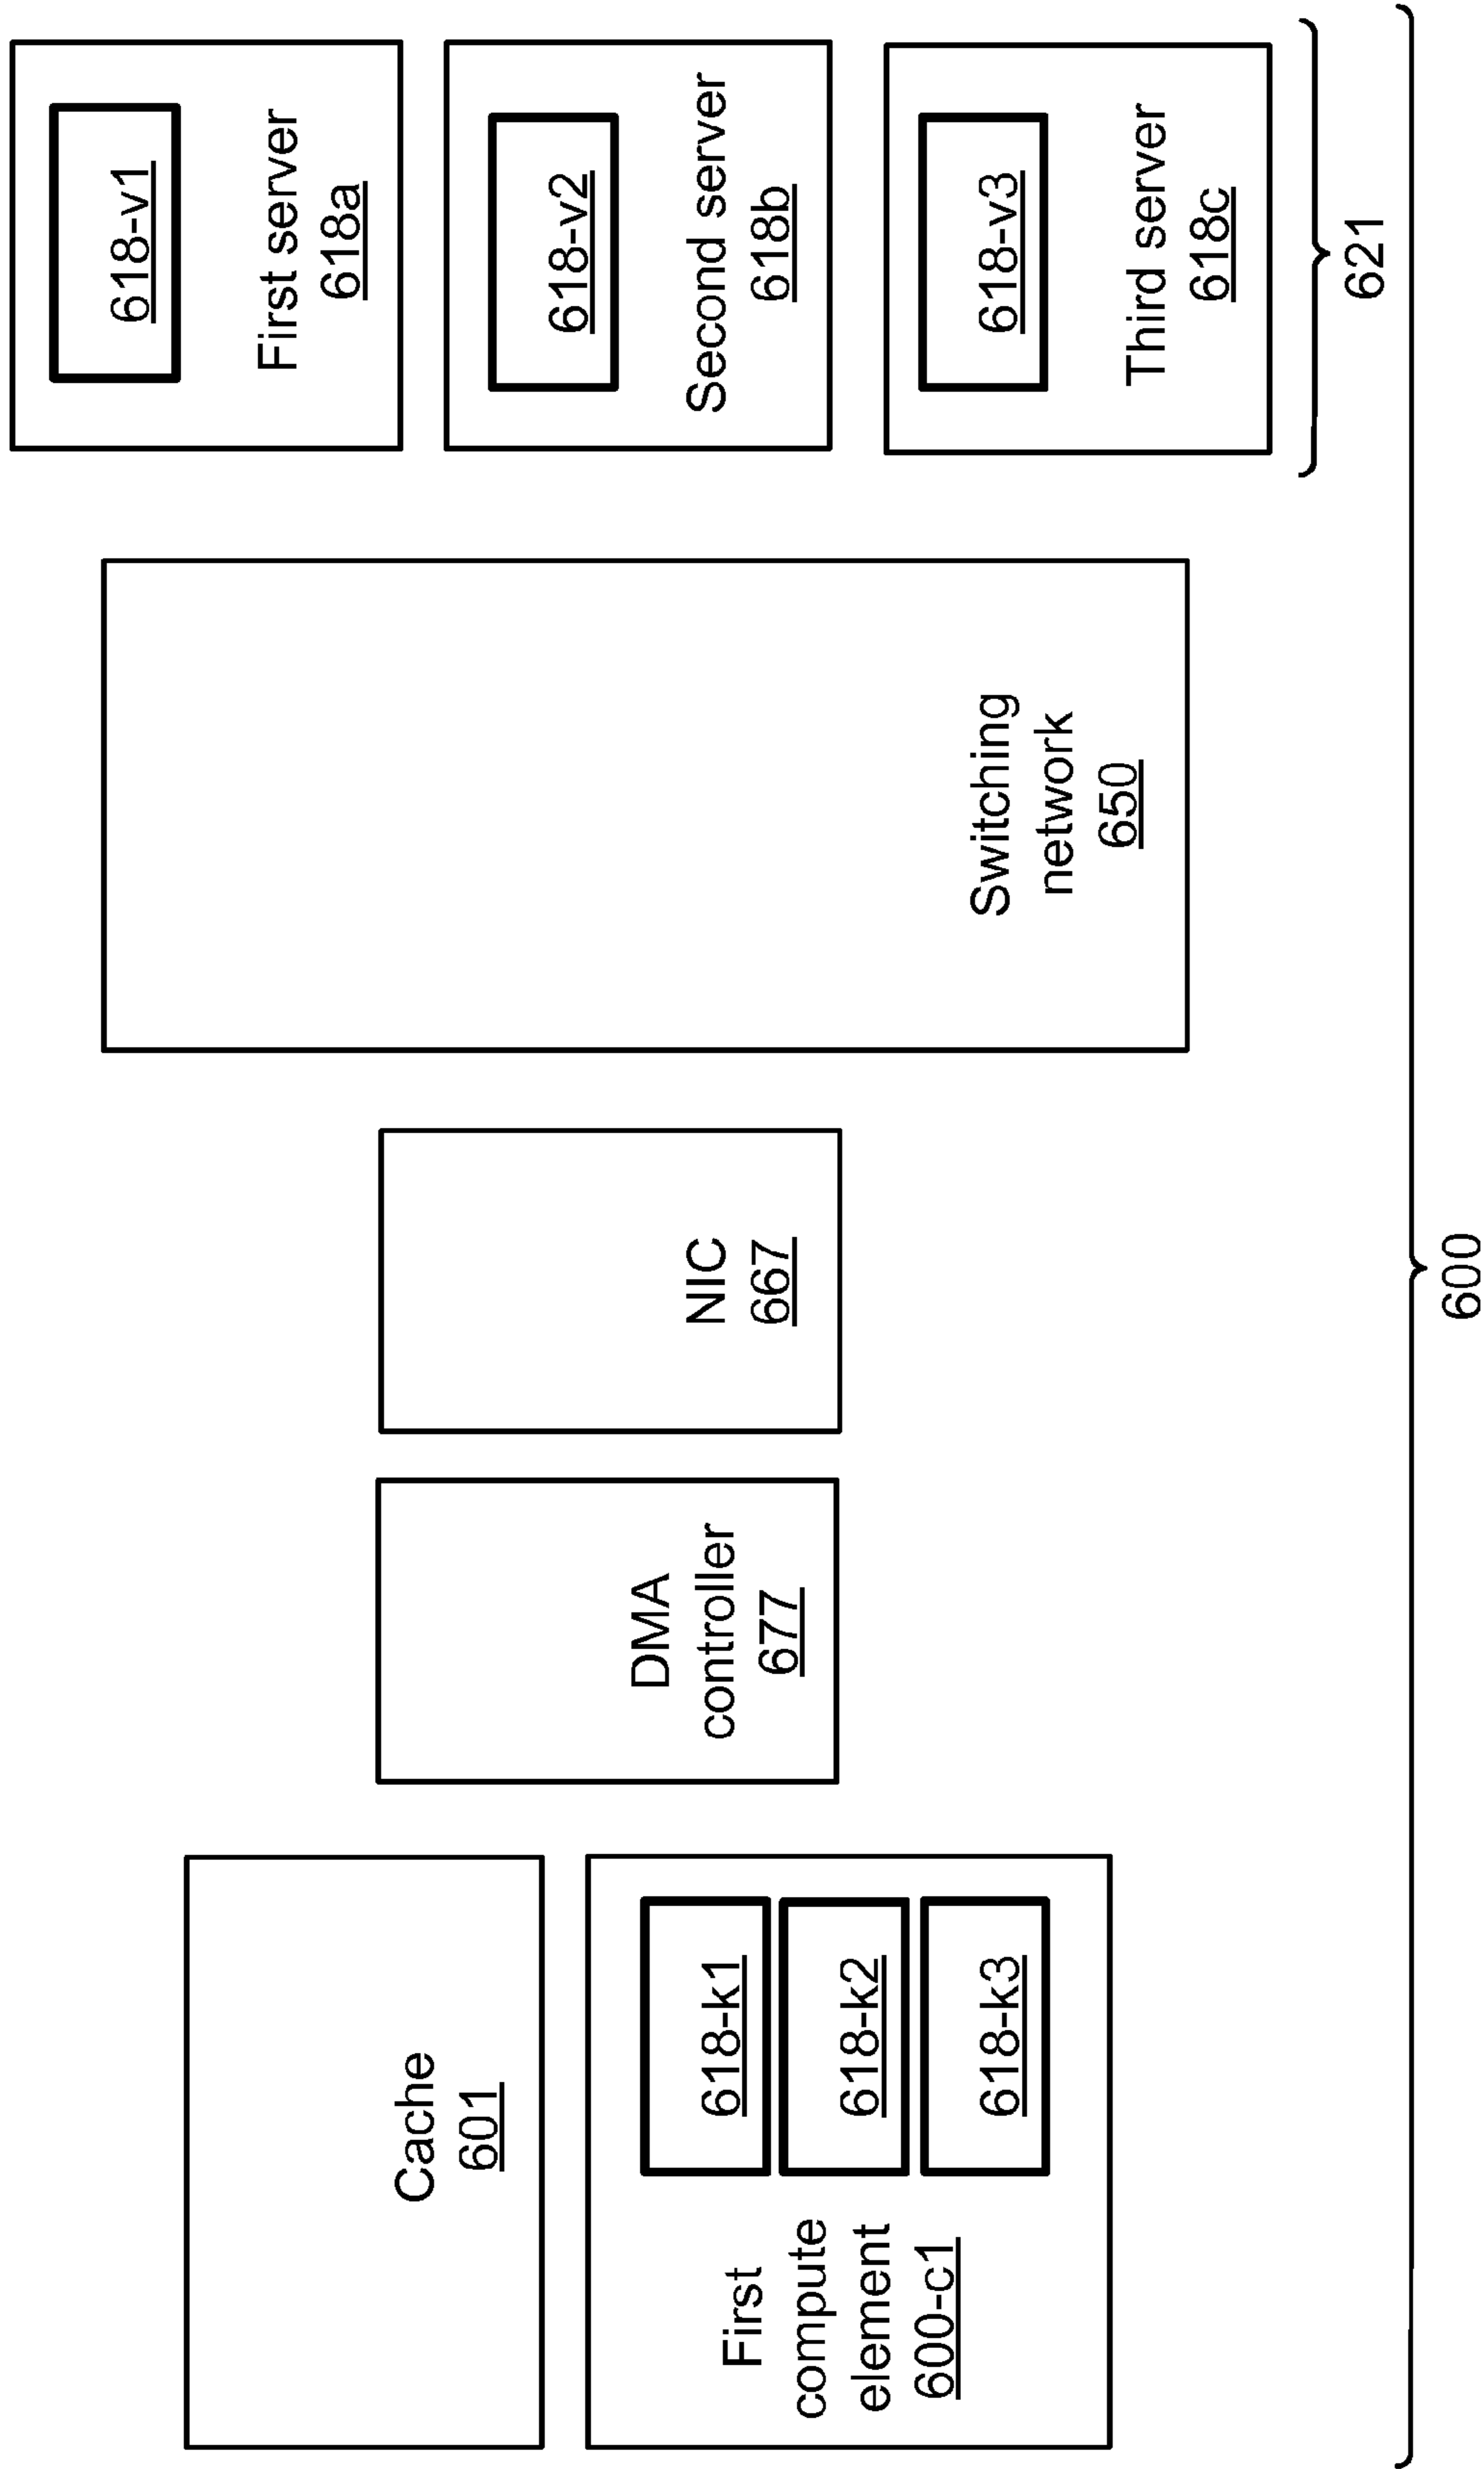 Cache
601
First
compute
element
600-c1
618-k1
618-k2
618-k3
DMA
controller
677
NIC
667
Switching
network
650
618-v1
First server
618a
618-v2
Second server
618b
618-v3
Third server
618c
621
600